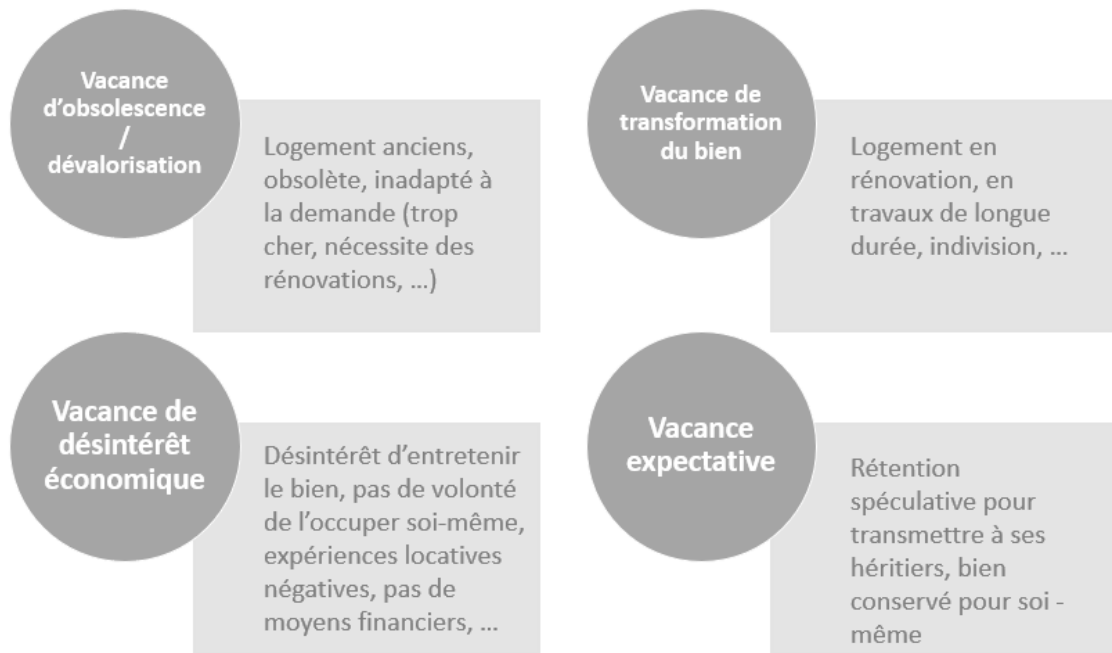 Vacance
d'obsolescence
/
dévalorisation
Logement anciens,
obsolète, inadapté à
la demande (trop
cher, nécessite des
rénovations, ...)
Vacance de
transformation
du bien
Logement en
rénovation, en
travaux de longue
durée, indivision, ...
Vacance de
désintérêt
économique
Désintérêt d'entretenir
le bien, pas de volonté
de l'occuper soi-même,
expériences locatives
négatives, pas de
moyens financiers, ...
Vacance
expectative
Rétention
spéculative pour
transmettre à ses
héritiers, bien
conservé pour soi -
même